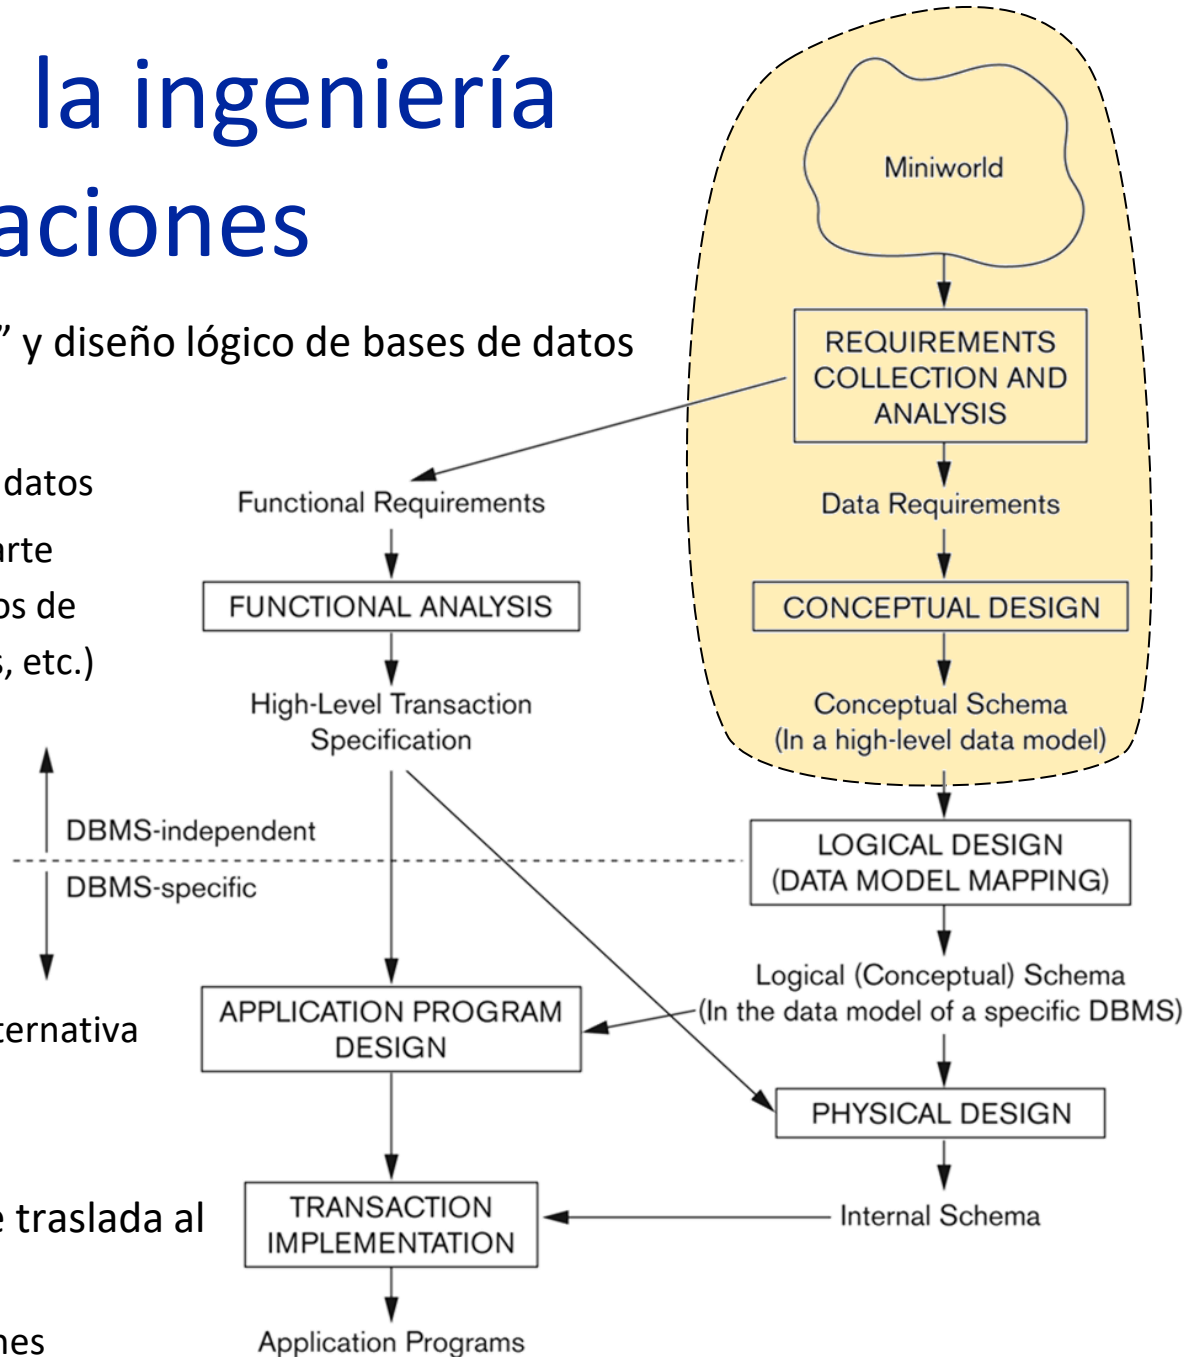 la ingeniería
aciones
” y diseño lógico de bases de datos
datos
arte
os de
s, etc.)
ternativa
e traslada al
nes
Miniworld
REQUIREMENTS
COLLECTION AND
ANALYSIS
Functional Requirements
Data Requirements
FUNCTIONAL ANALYSIS
CONCEPTUAL DESIGN
High-Level Transaction
Specification
Conceptual Schema
(In a high-level data model)
DBMS-independent
DBMS-specific
LOGICAL DESIGN
(DATA MODEL MAPPING)
Logical (Conceptual) Schema
(In the data model of a specific DBMS)
APPLICATION PROGRAM
DESIGN
PHYSICAL DESIGN
TRANSACTION
IMPLEMENTATION
Internal Schema
Application Programs